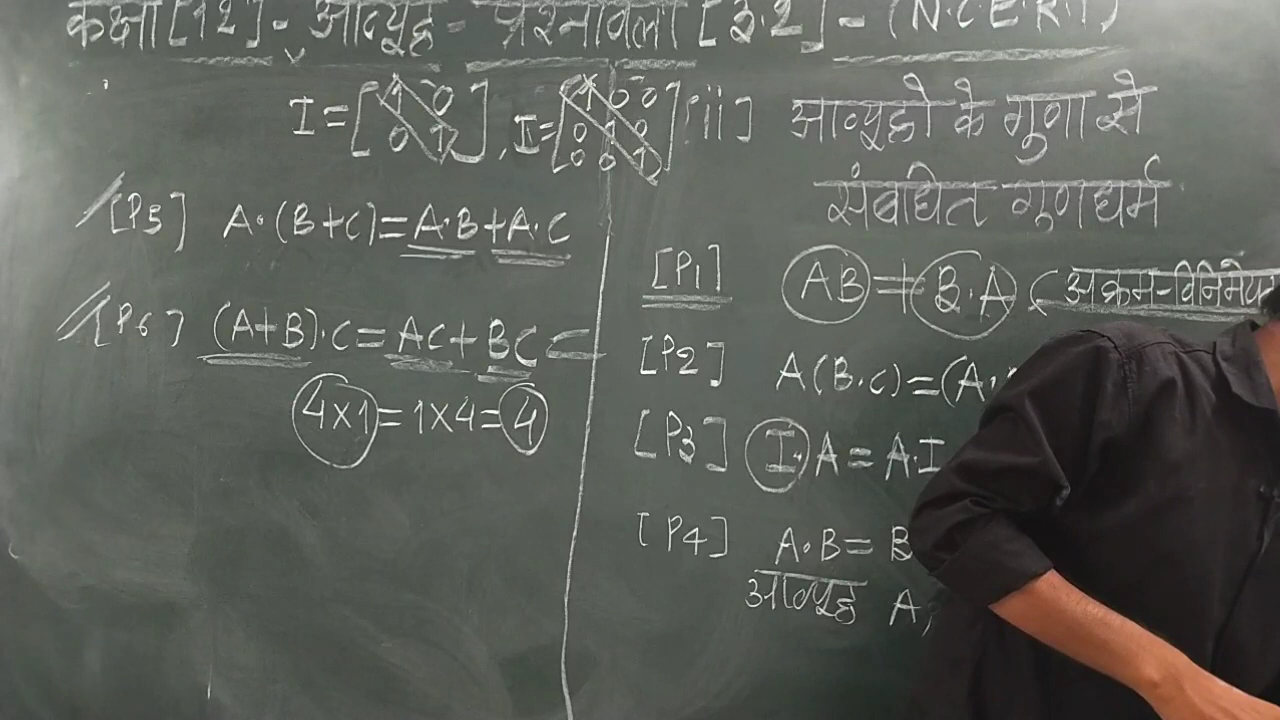 कक्षा [12] - आव्यूह - प्रश्नावली [3.2] - (N.C.E.R.T)
I = [1 0
0 1], I = [1 0 0
0 1 0
0 0 1]
ii] आव्यूहो के गुणा से
संबधित गुणधर्म
[P5] A·(B+C)=A·B+A·C
[P6] (A+B)·C=AC+BC
4×1=1×4=4
[P1] AB≠B·A (अक्रम-विनिमेय
[P2] A(B·C)=(A·
[P3] I·A=A·I
[P4] A·B=B
आव्यूह A,